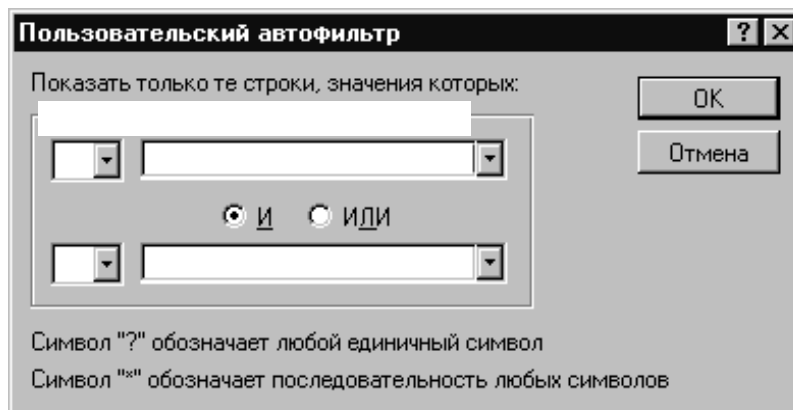 Пользовательский автофильтр
Показать только те строки, значения которых:
OK
Отмена
И ИЛИ
Символ "?" обозначает любой единичный символ
Символ "*" обозначает последовательность любых символов